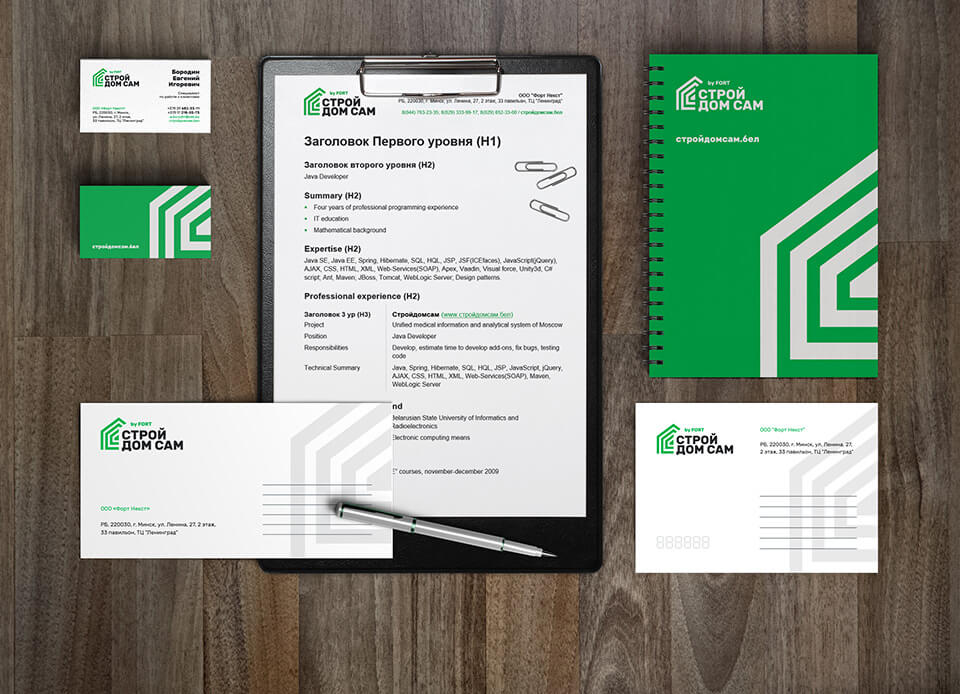 by FORT
СТРОЙ
ДОМ САМ
Бородин
Евгений
Игоревич
Специалист
по работе с клиентами
ООО «Форт Некст»
РБ, 220030, г. Минск,
ул. Ленина, 27, 2 этаж,
33 павильон, ТЦ "Ленинград"
стройдомсам.бел
стройдомсам.бел
by FORT
СТРОЙ
ДОМ САМ
ООО "Форт Некст"
РБ, 220030, г. Минск, ул. Ленина, 27, 2 этаж, 33 павильон, ТЦ "Ленинград"
8(044) 763-23-35; 8(029) 333-99-17; 8(029) 652-33-00 / стройдомсам.бел
Заголовок Первого уровня (H1)
Заголовок второго уровня (H2)
Java Developer
Summary (H2)
• Four years of professional programming experience
• IT education
• Mathematical background
Expertise (H2)
Java SE, Java EE, Spring, Hibernate, SQL, HQL, JSP, JSF(ICEfaces), JavaScript(jQuery),
AJAX, CSS, HTML, XML, Web-Services(SOAP), Apex, Vaadin, Visual force, Unity3d, C#
script; Ant, Maven; JBoss, Tomcat, WebLogic Server; Design patterns.
Professional experience (H2)
Заголовок 3 ур (H3) Стройдомсам (www.стройдомсам.бел)
Project Unified medical information and analytical system of Moscow
Position Java Developer
Responsibilities Develop, estimate time to develop add-ons, fix bugs, testing
code
Technical Summary Java, Spring, Hibernate, SQL, HQL, JSP, JavaScript, jQuery,
AJAX, CSS, HTML, XML, Web-Services(SOAP), Maven,
WebLogic Server
nd
Belarusian State University of Informatics and
Radioelectronics
Electronic computing means
E" courses, november-december 2009
by FORT
СТРОЙ
ДОМ САМ
стройдомсам.бел
by FORT
СТРОЙ
ДОМ САМ
ООО «Форт Некст»
РБ, 220030, г. Минск, ул. Ленина, 27, 2 этаж,
33 павильон, ТЦ "Ленинград"
by FORT
СТРОЙ
ДОМ САМ
ООО "Форт Некст"
РБ, 220030, г. Минск, ул. Ленина, 27,
2 этаж, 33 павильон, ТЦ "Ленинград"
888888